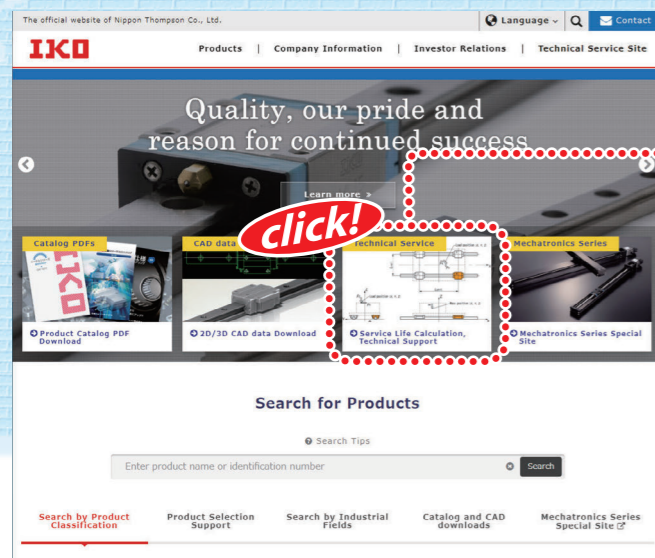 The official website of Nippon Thompson Co., Ltd.
Language
Contact
IKO
Products | Company Information | Investor Relations | Technical Service Site
Quality, our pride and
reason for continued success
Learn more >
click!
Catalog PDFs
CAD data
Technical Service
Mechatronics Series
IKO
Product Catalog PDF
Download
2D/3D CAD data Download
Service Life Calculation,
Technical Support
Mechatronics Series Special
Site
Search for Products
Search Tips
Enter product name or identification number
Search
Search by Product
Classification
Product Selection
Support
Search by Industrial
Fields
Catalog and CAD
downloads
Mechatronics Series
Special Site